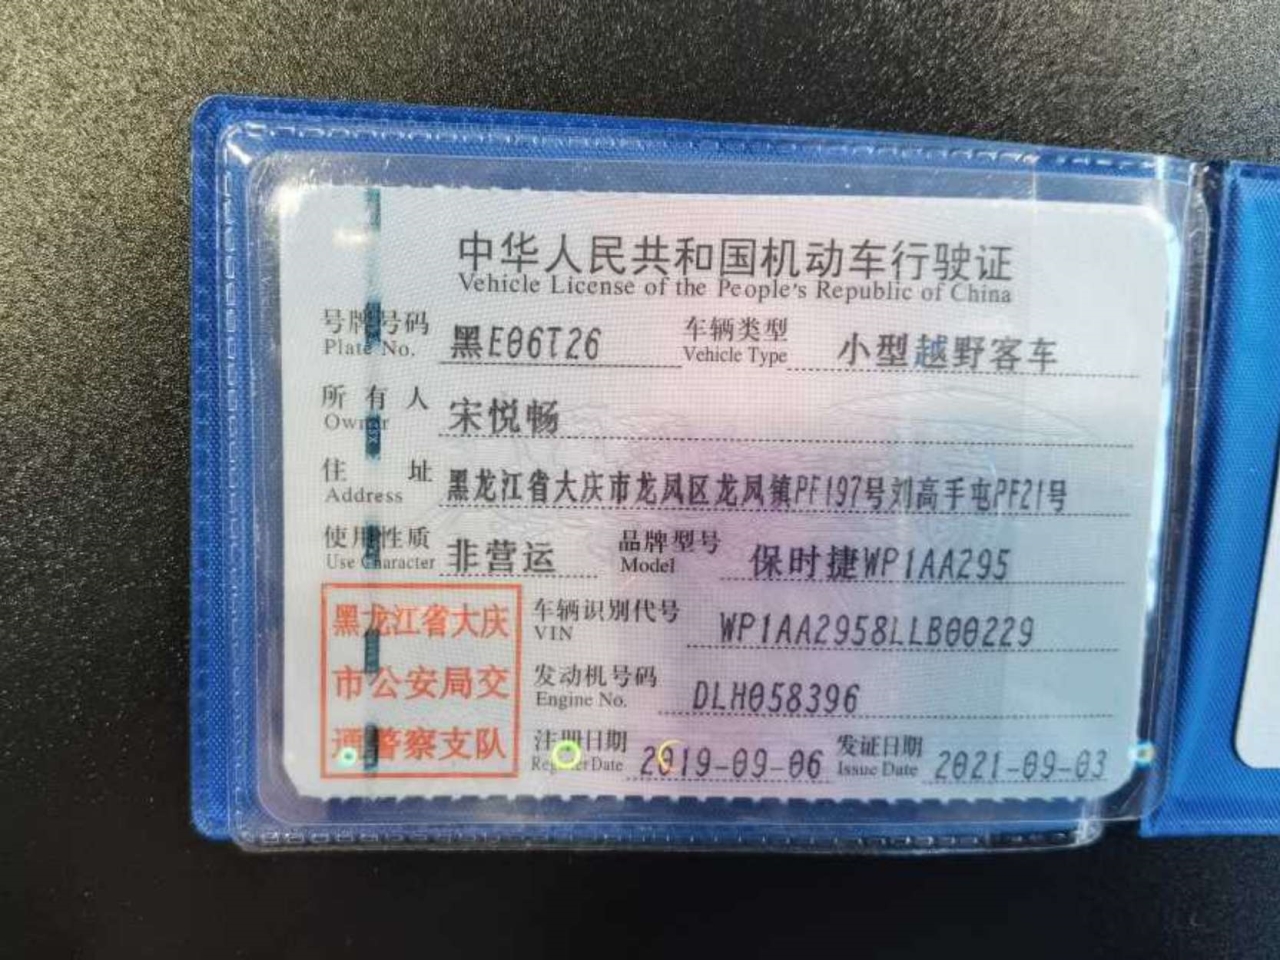 中华人民共和国机动车行驶证
Vehicle License of the People's Republic of China
号牌号码 黑E06T26 车辆类型 小型越野客车
Plate No. Vehicle Type
所有人 宋悦畅
Owner
住址 黑龙江省大庆市龙凤区龙凤镇PF197号刘高手屯PF21号
Address
使用性质 非营运 品牌型号 保时捷WP1AA295
Use Character Model
黑龙江省大庆
市公安局交
通警察支队
车辆识别代号 WP1AA2958LLB00229
VIN
发动机号码 DLH058396
Engine No.
注册日期 2019-09-06 发证日期 2021-09-03
Register Date Issue Date